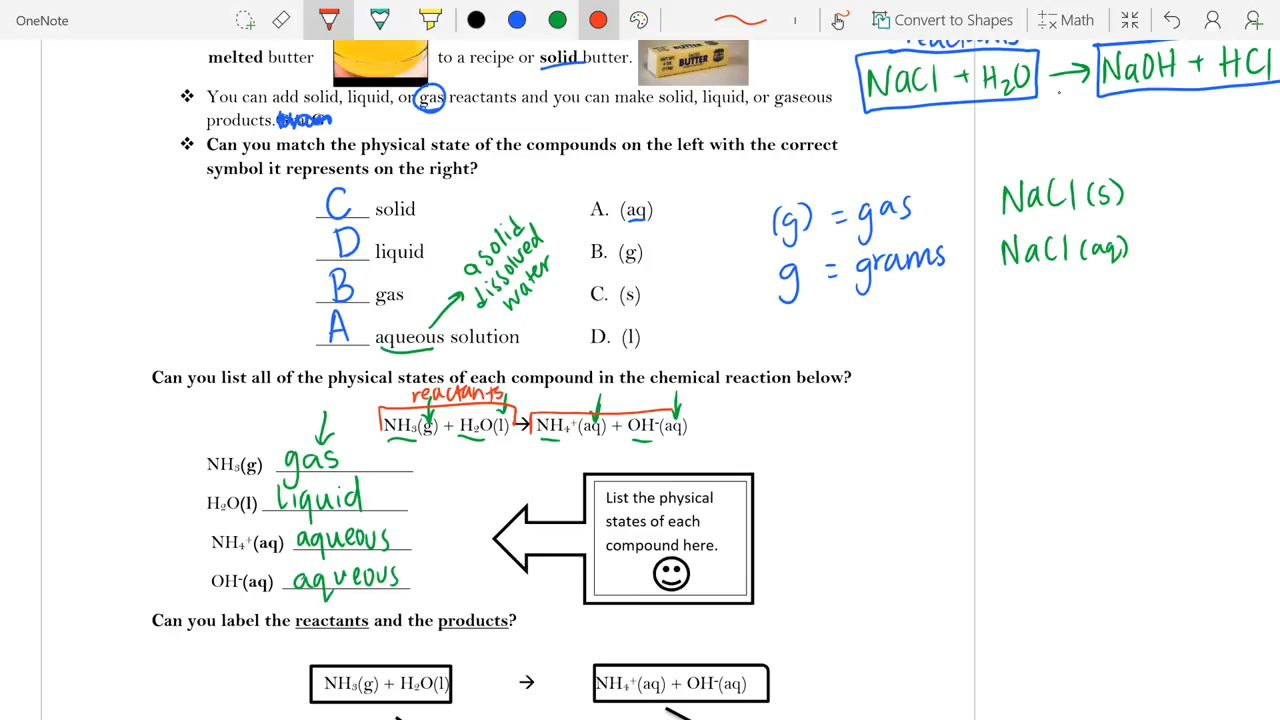 OneNote
Convert to Shapes
Math
melted butter
to a recipe or solid butter.
BUTTER
reactants
NaCl + H₂O → NaOH + HCl
❖ You can add solid, liquid, or gas reactants and you can make solid, liquid, or gaseous
products.
❖ Can you match the physical state of the compounds on the left with the correct
symbol it represents on the right?
C solid
A. (aq)
D liquid
B. (g)
B gas
C. (s)
A aqueous solution
D. (l)
a solid
dissolved
water
(g) = gas
g = grams
NaCl (s)
NaCl (aq)
Can you list all of the physical states of each compound in the chemical reaction below?
reactants
NH₃(g) + H₂O(l) → NH₄⁺(aq) + OH⁻(aq)
NH₃(g) gas
H₂O(l) liquid
NH₄⁺(aq) aqueous
OH⁻(aq) aqueous
List the physical
states of each
compound here.
Can you label the reactants and the products?
NH₃(g) + H₂O(l) → NH₄⁺(aq) + OH⁻(aq)